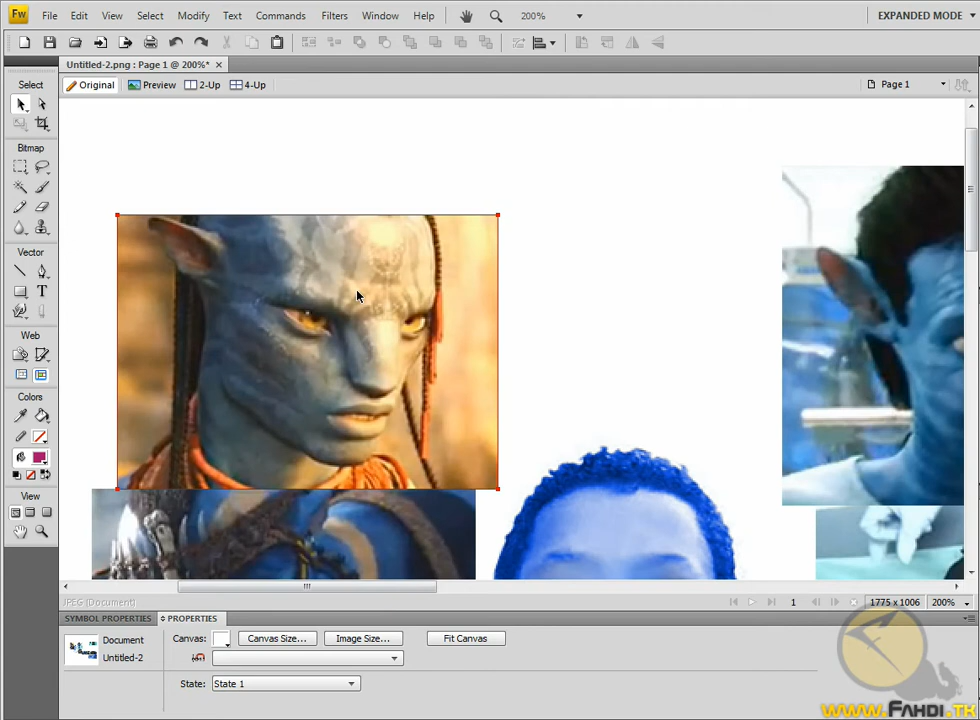 Fw File Edit View Select Modify Text Commands Filters Window Help 200% EXPANDED MODE
Untitled-2.png : Page 1 @ 200%* ×
Select Original Preview 2-Up 4-Up Page 1
Bitmap
Vector
T
Web
Colors
View
JPEG (Document) 1 1775 x 1006 200%
SYMBOL PROPERTIES PROPERTIES
Document Canvas: Canvas Size... Image Size... Fit Canvas
Untitled-2
State: State 1
www.FAHDI.TK